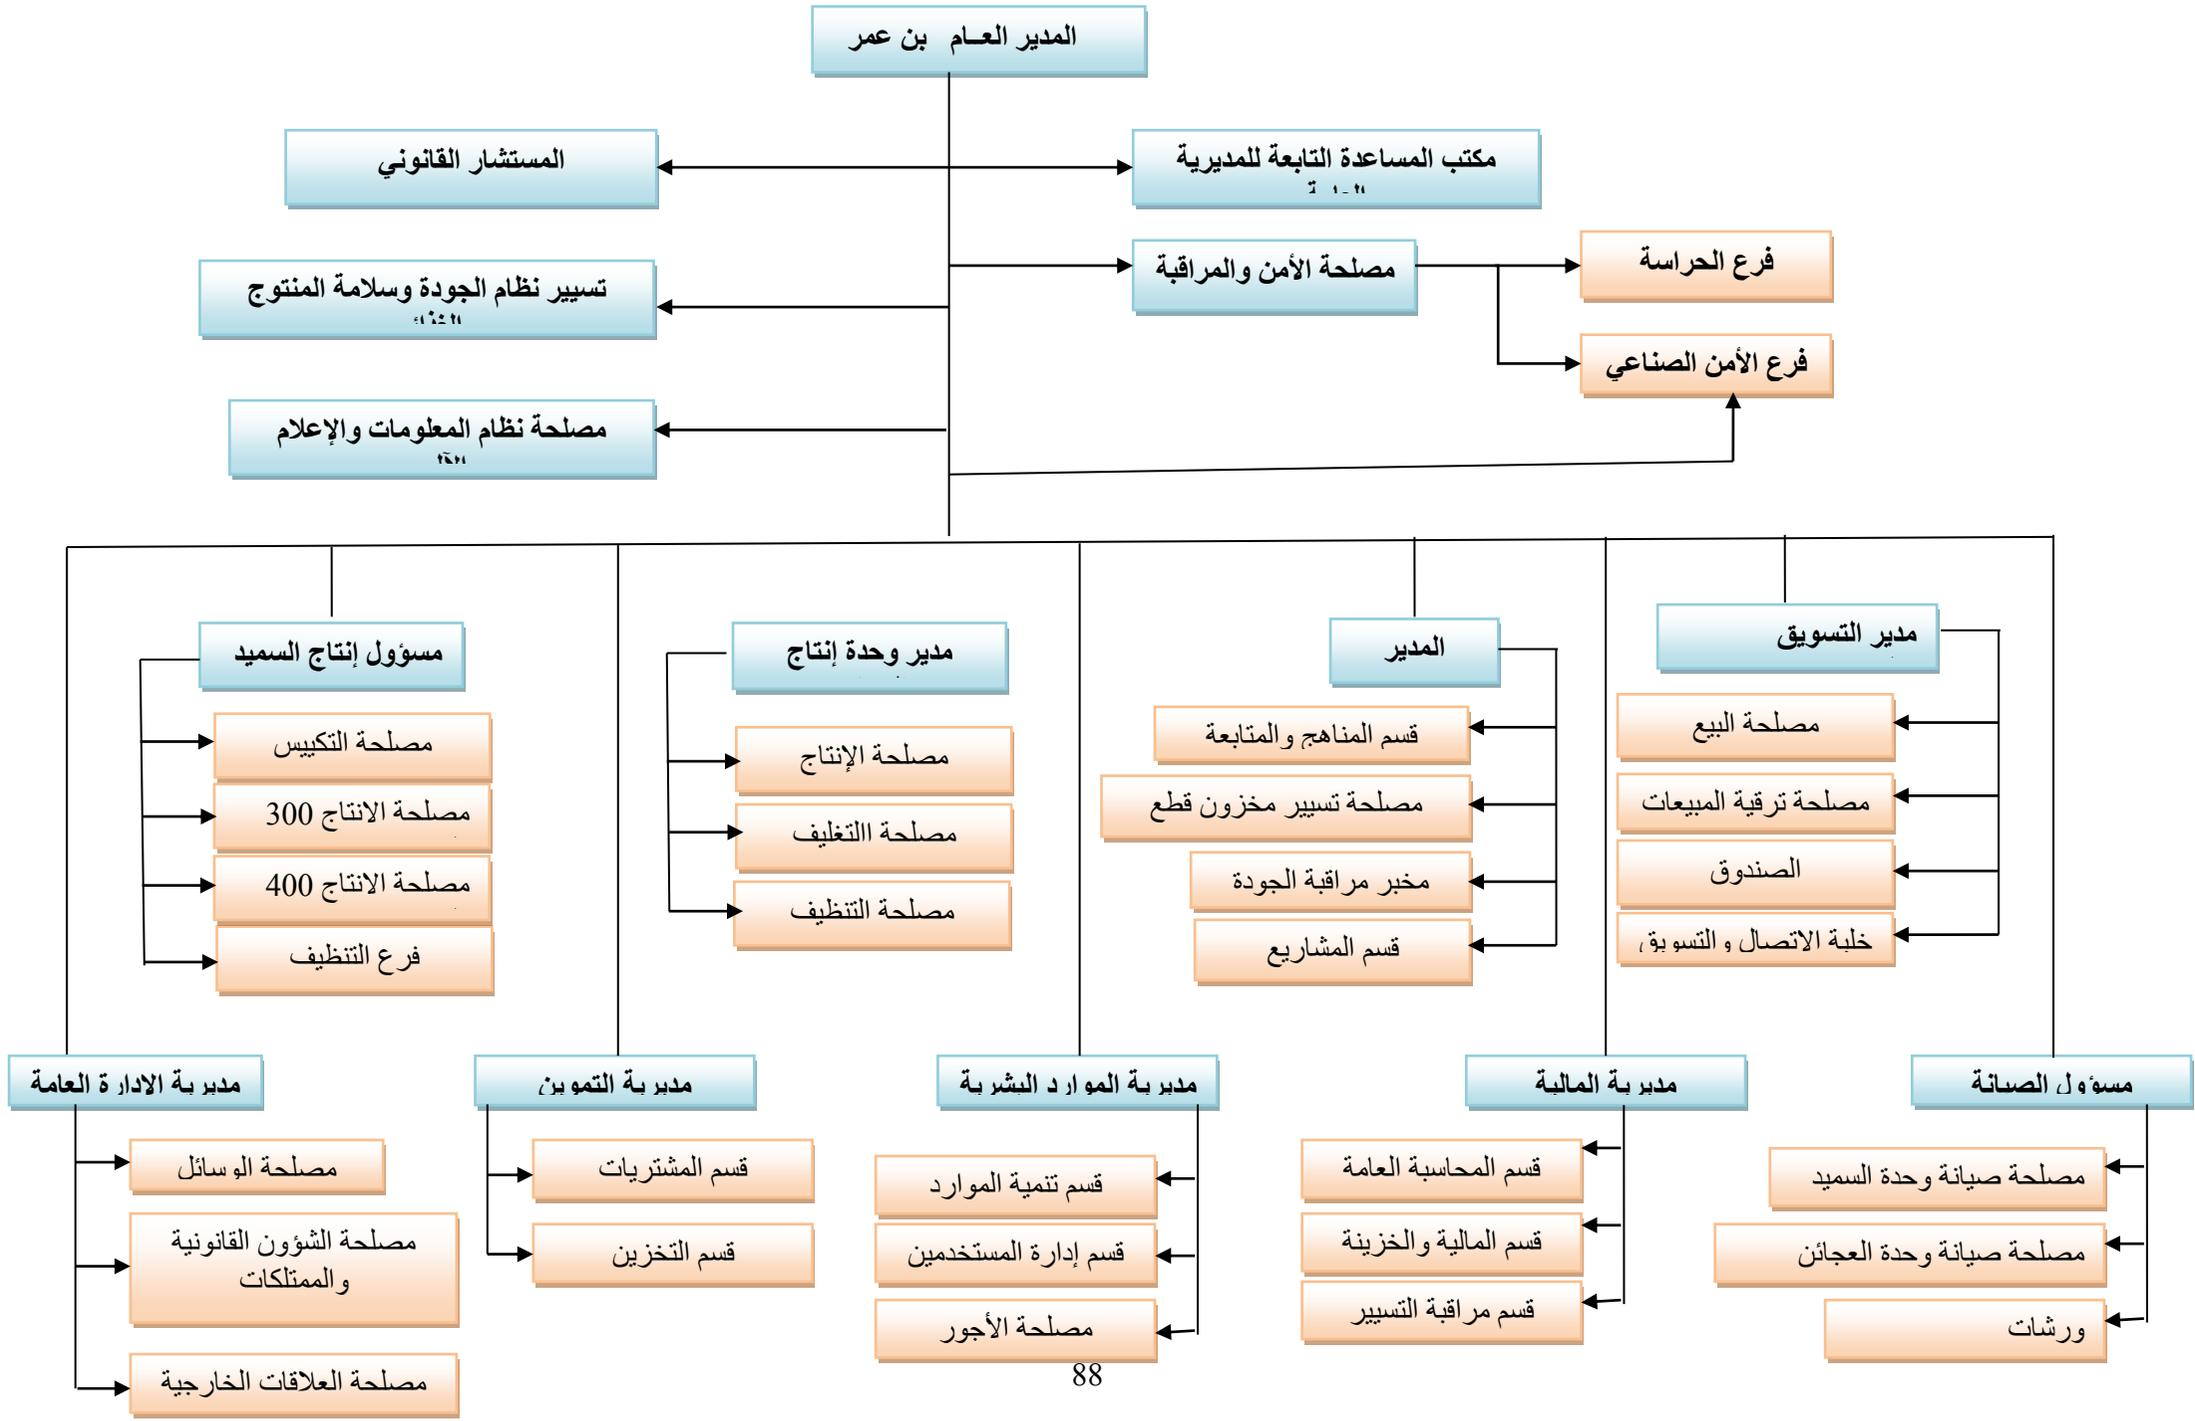 المدير العــام بن عمر
مكتب المساعدة التابعة للمديرية
المستشار القانوني
مصلحة الأمن والمراقبة
فرع الحراسة
تسيير نظام الجودة وسلامة المنتوج
فرع الأمن الصناعي
مصلحة نظام المعلومات والإعلام
مدير التسويق
مصلحة البيع
مصلحة ترقية المبيعات
الصندوق
خلية الاتصال والتسويق
المدير
قسم المناهج والمتابعة
مصلحة تسيير مخزون قطع
مخبر مراقبة الجودة
قسم المشاريع
مدير وحدة إنتاج
مصلحة الإنتاج
مصلحة االتغليف
مصلحة التنظيف
مسؤول إنتاج السميد
مصلحة التكييس
مصلحة الانتاج 300
مصلحة الانتاج 400
فرع التنظيف
مسؤول الصيانة
مصلحة صيانة وحدة السميد
مصلحة صيانة وحدة العجائن
ورشات
مديرية المالية
قسم المحاسبة العامة
قسم المالية والخزينة
قسم مراقبة التسيير
مديرية الموارد البشرية
قسم تنمية الموارد
قسم إدارة المستخدمين
مصلحة الأجور
مديرية التموين
قسم المشتريات
قسم التخزين
مديرية الادارة العامة
مصلحة الوسائل
مصلحة الشؤون القانونية
والممتلكات
مصلحة العلاقات الخارجية
88